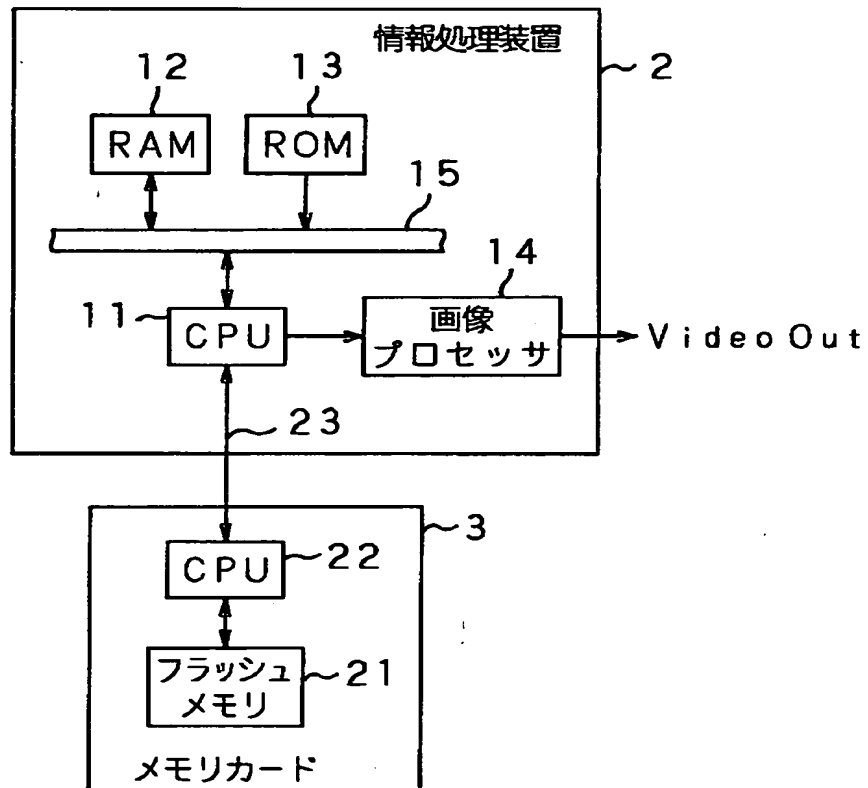 情報処理装置
2
12
13
RAM
ROM
15
14
11
CPU
画像
プロセッサ
Video Out
23
3
CPU
22
フラッシュ
メモリ
21
メモリカード